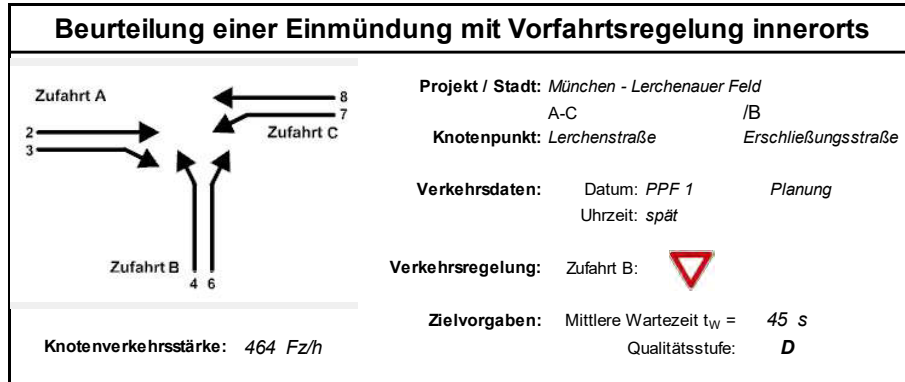 Beurteilung einer Einmündung mit Vorfahrtsregelung innerorts
Zufahrt A
8
7
Zufahrt C
2
3
Zufahrt B
4 6
Knotenverkehrsstärke: 464 Fz/h
Projekt / Stadt: München - Lerchenauer Feld
A-C /B
Knotenpunkt: Lerchenstraße Erschließungsstraße
Verkehrsdaten: Datum: PPF 1 Planung
Uhrzeit: spät
Verkehrsregelung: Zufahrt B:
Zielvorgaben: Mittlere Wartezeit tW = 45 s
Qualitätsstufe: D